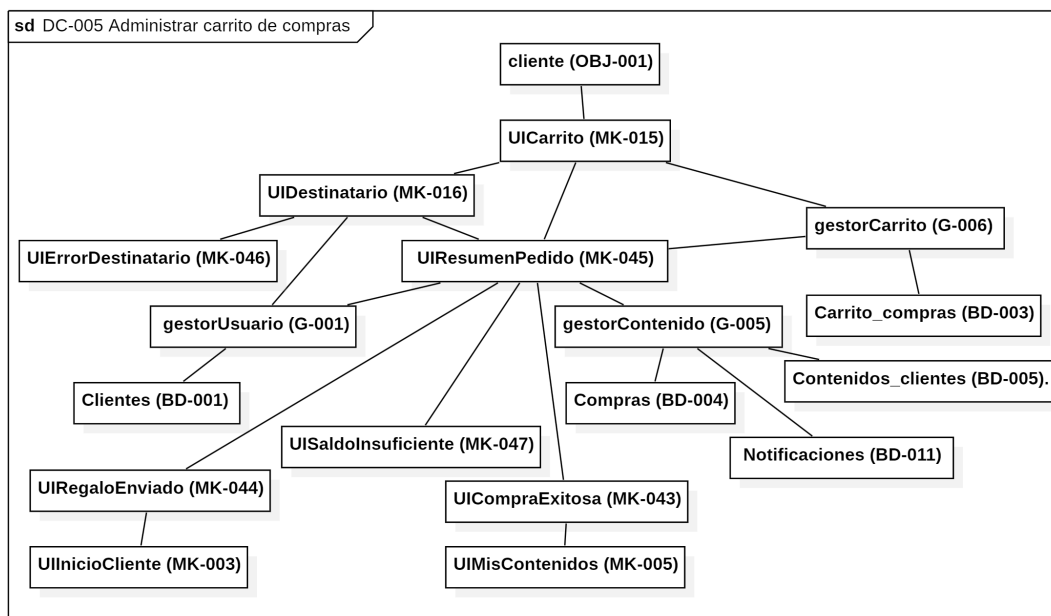 sd DC-005 Administrar carrito de compras
cliente (OBJ-001)
UICarrito (MK-015)
UIDestinatario (MK-016)
gestorCarrito (G-006)
UIErrorDestinatario (MK-046)
UIResumenPedido (MK-045)
Carrito_compras (BD-003)
gestorUsuario (G-001)
gestorContenido (G-005)
Contenidos_clientes (BD-005).
Clientes (BD-001)
Compras (BD-004)
UISaldoInsuficiente (MK-047)
Notificaciones (BD-011)
UIRegaloEnviado (MK-044)
UICompraExitosa (MK-043)
UIInicioCliente (MK-003)
UIMisContenidos (MK-005)